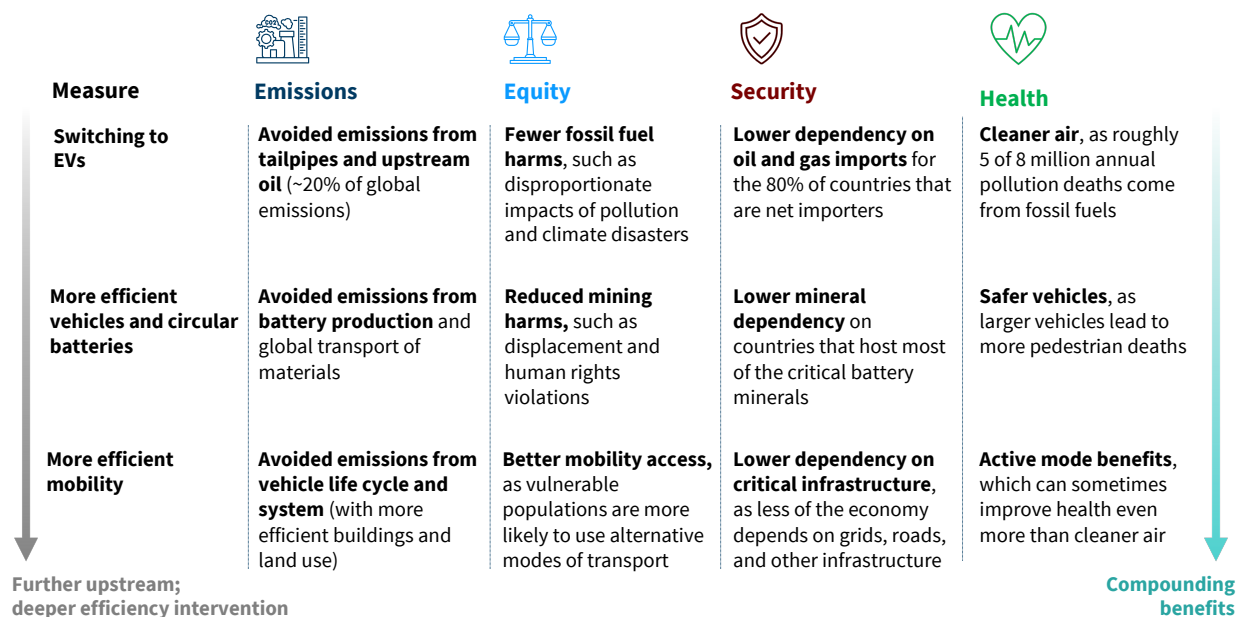 CO2
Measure
Emissions
Equity
Security
Health
Switching to
EVs
Avoided emissions from
tailpipes and upstream
oil (~20% of global
emissions)
Fewer fossil fuel
harms, such as
disproportionate
impacts of pollution
and climate disasters
Lower dependency on
oil and gas imports for
the 80% of countries that
are net importers
Cleaner air, as roughly
5 of 8 million annual
pollution deaths come
from fossil fuels
More efficient
vehicles and circular
batteries
Avoided emissions from
battery production and
global transport of
materials
Reduced mining
harms, such as
displacement and
human rights
violations
Lower mineral
dependency on
countries that host most
of the critical battery
minerals
Safer vehicles, as
larger vehicles lead to
more pedestrian deaths
More efficient
mobility
Avoided emissions from
vehicle life cycle and
system (with more
efficient buildings and
land use)
Better mobility access,
as vulnerable
populations are more
likely to use alternative
modes of transport
Lower dependency on
critical infrastructure,
as less of the economy
depends on grids, roads,
and other infrastructure
Active mode benefits,
which can sometimes
improve health even
more than cleaner air
Further upstream;
deeper efficiency intervention
Compounding
benefits